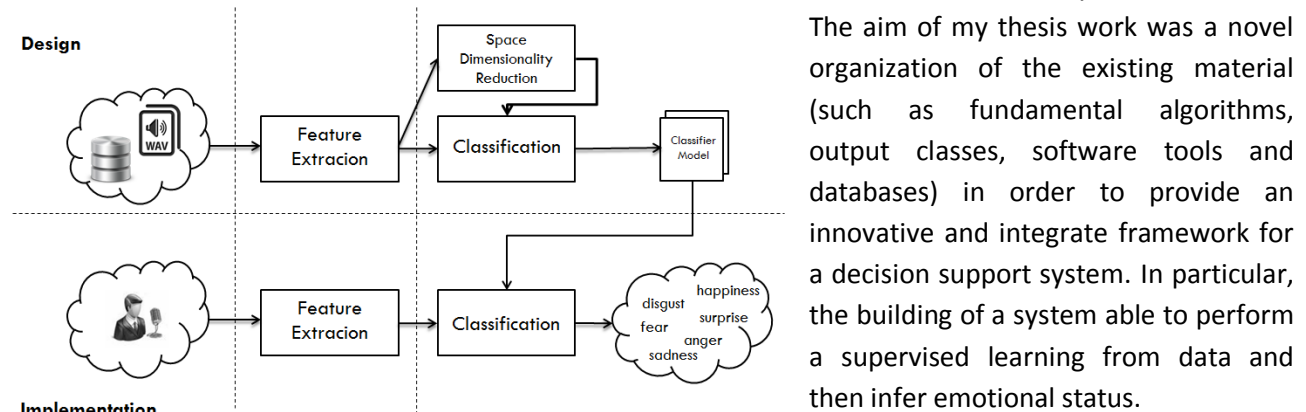 Design
Space
Dimensionality
Reduction
WAV
Feature
Extracion
Classification
Classifier
Model
Feature
Extracion
Classification
happiness
disgust
surprise
fear
anger
sadness
Implementation
The aim of my thesis work was a novel
organization of the existing material
(such as fundamental algorithms,
output classes, software tools and
databases) in order to provide an
innovative and integrate framework for
a decision support system. In particular,
the building of a system able to perform
a supervised learning from data and
then infer emotional status.